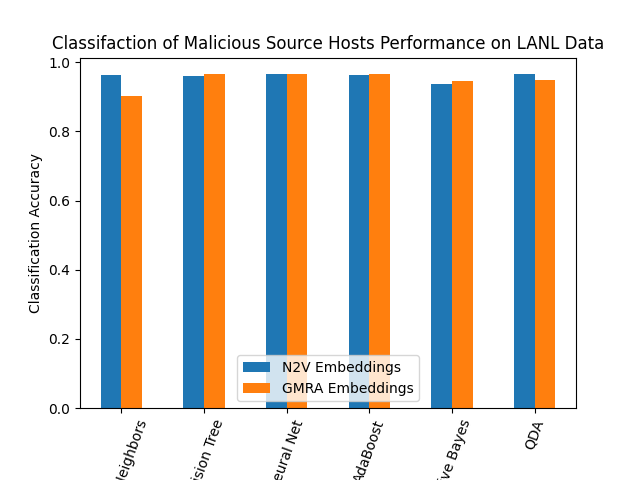 Classifaction of Malicious Source Hosts Performance on LANL Data
Classification Accuracy
1.0
0.8
0.6
0.4
0.2
0.0
N2V Embeddings
GMRA Embeddings
Neighbors
ision Tree
eural Net
AdaBoost
ive Bayes
QDA